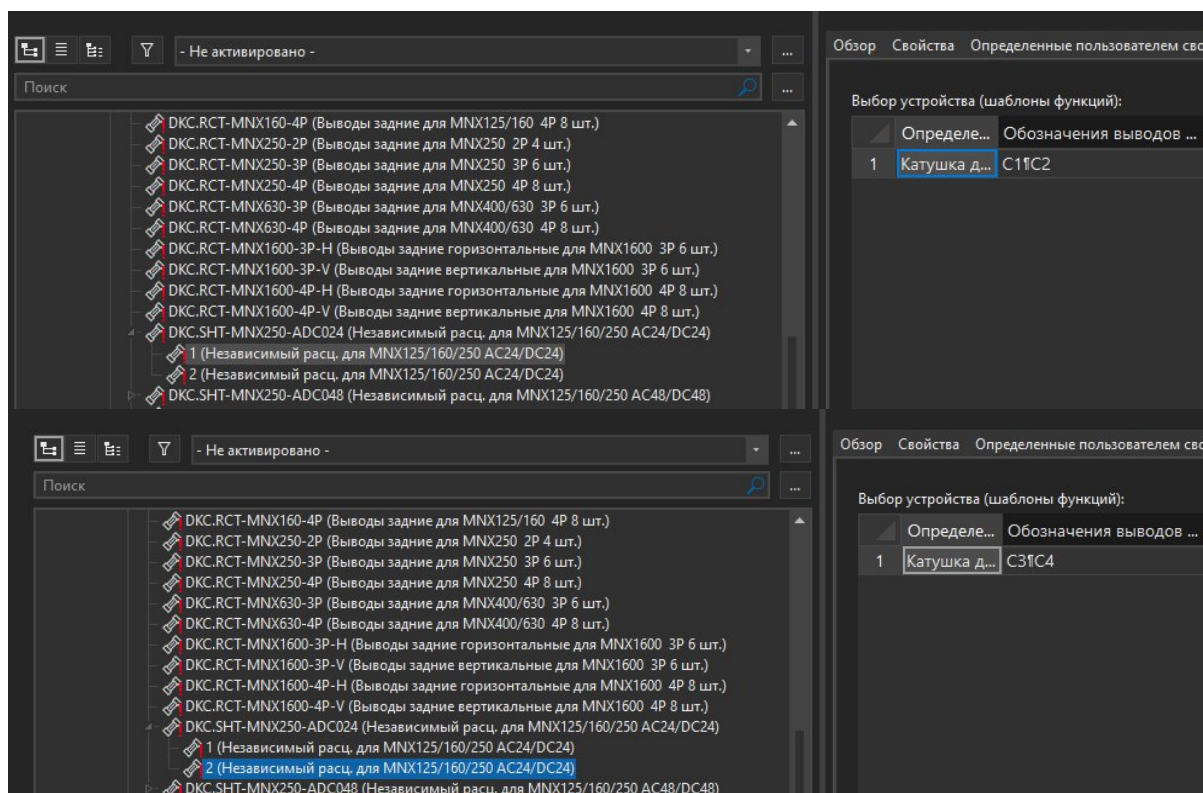 - Не активировано -
...
Обзор Свойства Определенные пользователем сво
Поиск
...
Выбор устройства (шаблоны функций):
Определе... Обозначения выводов ...
1 Катушка д... C1¶C2
DKC.RCT-MNX160-4P (Выводы задние для MNX125/160 4P 8 шт.)
DKC.RCT-MNX250-2P (Выводы задние для MNX250 2P 4 шт.)
DKC.RCT-MNX250-3P (Выводы задние для MNX250 3P 6 шт.)
DKC.RCT-MNX250-4P (Выводы задние для MNX250 4P 8 шт.)
DKC.RCT-MNX630-3P (Выводы задние для MNX400/630 3P 6 шт.)
DKC.RCT-MNX630-4P (Выводы задние для MNX400/630 4P 8 шт.)
DKC.RCT-MNX1600-3P-H (Выводы задние горизонтальные для MNX1600 3P 6 шт.)
DKC.RCT-MNX1600-3P-V (Выводы задние вертикальные для MNX1600 3P 6 шт.)
DKC.RCT-MNX1600-4P-H (Выводы задние горизонтальные для MNX1600 4P 8 шт.)
DKC.RCT-MNX1600-4P-V (Выводы задние вертикальные для MNX1600 4P 8 шт.)
DKC.SHT-MNX250-ADC024 (Независимый расц. для MNX125/160/250 AC24/DC24)
1 (Независимый расц. для MNX125/160/250 AC24/DC24)
2 (Независимый расц. для MNX125/160/250 AC24/DC24)
DKC.SHT-MNX250-ADC048 (Независимый расц. для MNX125/160/250 AC48/DC48)
- Не активировано -
...
Обзор Свойства Определенные пользователем сво
Поиск
...
Выбор устройства (шаблоны функций):
Определе... Обозначения выводов ...
1 Катушка д... C3¶C4
DKC.RCT-MNX160-4P (Выводы задние для MNX125/160 4P 8 шт.)
DKC.RCT-MNX250-2P (Выводы задние для MNX250 2P 4 шт.)
DKC.RCT-MNX250-3P (Выводы задние для MNX250 3P 6 шт.)
DKC.RCT-MNX250-4P (Выводы задние для MNX250 4P 8 шт.)
DKC.RCT-MNX630-3P (Выводы задние для MNX400/630 3P 6 шт.)
DKC.RCT-MNX630-4P (Выводы задние для MNX400/630 4P 8 шт.)
DKC.RCT-MNX1600-3P-H (Выводы задние горизонтальные для MNX1600 3P 6 шт.)
DKC.RCT-MNX1600-3P-V (Выводы задние вертикальные для MNX1600 3P 6 шт.)
DKC.RCT-MNX1600-4P-H (Выводы задние горизонтальные для MNX1600 4P 8 шт.)
DKC.RCT-MNX1600-4P-V (Выводы задние вертикальные для MNX1600 4P 8 шт.)
DKC.SHT-MNX250-ADC024 (Независимый расц. для MNX125/160/250 AC24/DC24)
1 (Независимый расц. для MNX125/160/250 AC24/DC24)
2 (Независимый расц. для MNX125/160/250 AC24/DC24)
DKC.SHT-MNX250-ADC048 (Независимый расц. для MNX125/160/250 AC48/DC48)